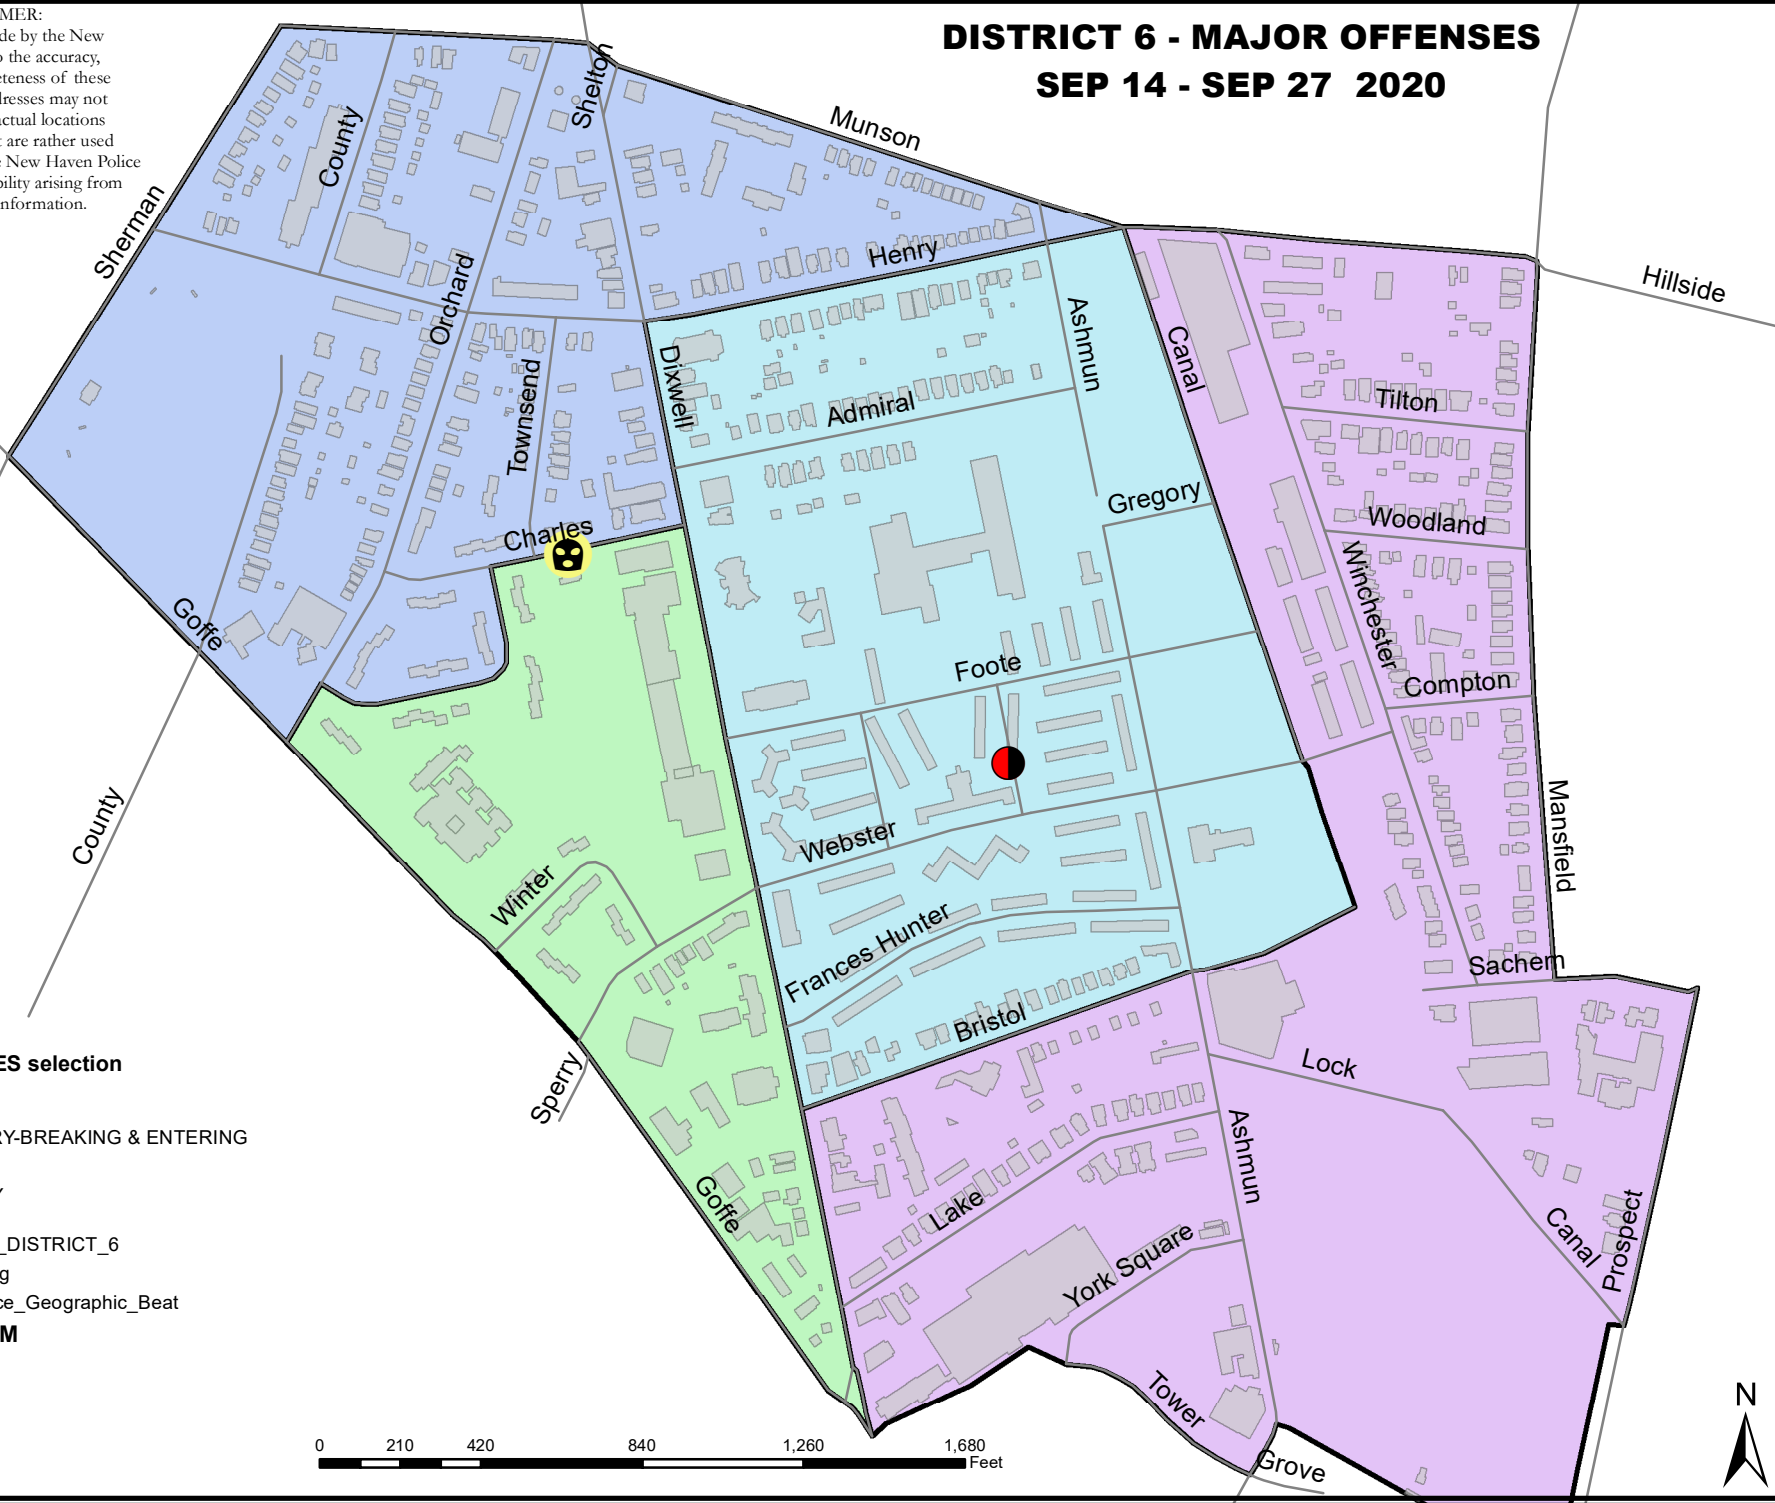 MER:
de by the New
o the accuracy,
eteness of these
dresses may not
actual locations
t are rather used
e New Haven Police
bility arising from
nformation.
DISTRICT 6 - MAJOR OFFENSES
SEP 14 - SEP 27 2020
Shelton
Munson
County
Sherman
Henry
Hillside
Orchard
Ashmun
Canal
Dixwell
Townsend
Admiral
Tilton
Gregory
Woodland
Charles
Winchester
Goffe
Foote
Compton
County
Webster
Mansfield
Winter
Frances Hunter
Sachem
Bristol
ES selection
Lock
Sperry
RY-BREAKING & ENTERING
Ashmun
Y
Goffe
Lake
Canal
Prospect
_DISTRICT_6
York Square
g
ce_Geographic_Beat
M
Tower
N
0 210 420 840 1,260 1,680
Feet
Grove